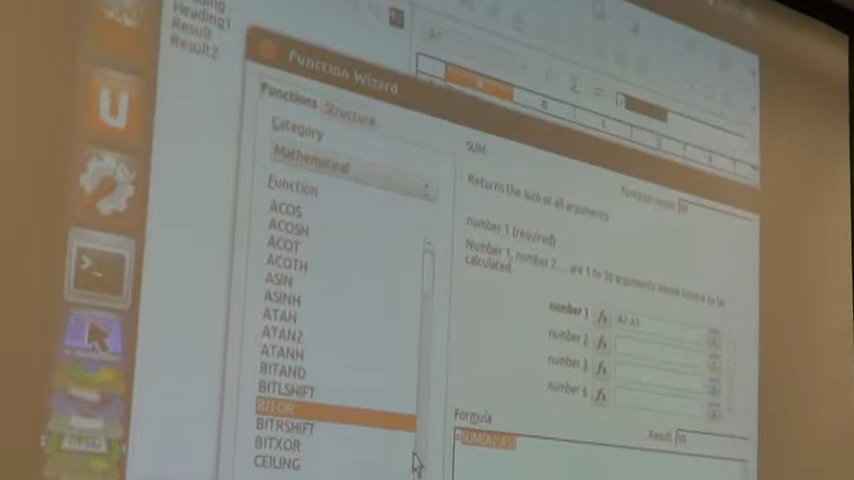 Heading1
Result
Result2
Function Wizard
Functions Structure
Category
Mathematical
Function
ACOS
ACOSH
ACOT
ACOTH
ASIN
ASINH
ATAN
ATAN2
ATANH
BITAND
BITLSHIFT
BITOR
BITRSHIFT
BITXOR
CEILING
SUM
Function result
Returns the sum of all arguments
number 1 (required)
Number 1, number 2, ... are 1 to 30 arguments whose total is to be
calculated.
number 1
number 2
number 3
number 4
Formula
Result